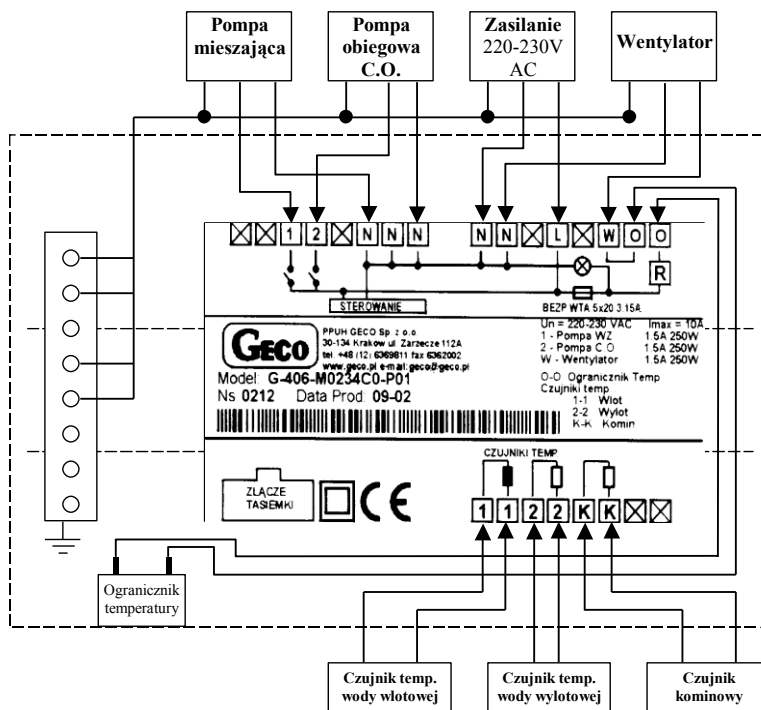 Pompa
mieszająca
Pompa
obiegowa
C.O.
Zasilanie
220-230V
AC
Wentylator
1 2 N N N N N L W O O
R
STEROWANIE
BEZP WTA 5x20 3.15A
GECO
PPUH GECO Sp z o.o.
30-134 Krakow ul Zarzecze 112A
tel +48 (12) 6369811 fax 6362002
www.geco.pl e-mail: geco@geco.pl
Model: G-406-M0234C0-P01
Ns 0212 Data Prod: 09-02
Un = 220-230 VAC Imax = 10A
1 - Pompa WZ 1.5A 250W
2 - Pompa C O 1.5A 250W
W - Wentylator 1.5A 250W
O-O Ogranicznik Temp
Czujniki temp
1-1 Wlot
2-2 Wylot
K-K Komin
CZUJNIKI TEMP
ZŁĄCZE
TASIEMKI
CE
1 1 2 2 K K
Ogranicznik
temperatury
Czujnik temp.
wody wlotowej
Czujnik temp.
wody wylotowej
Czujnik
kominowy